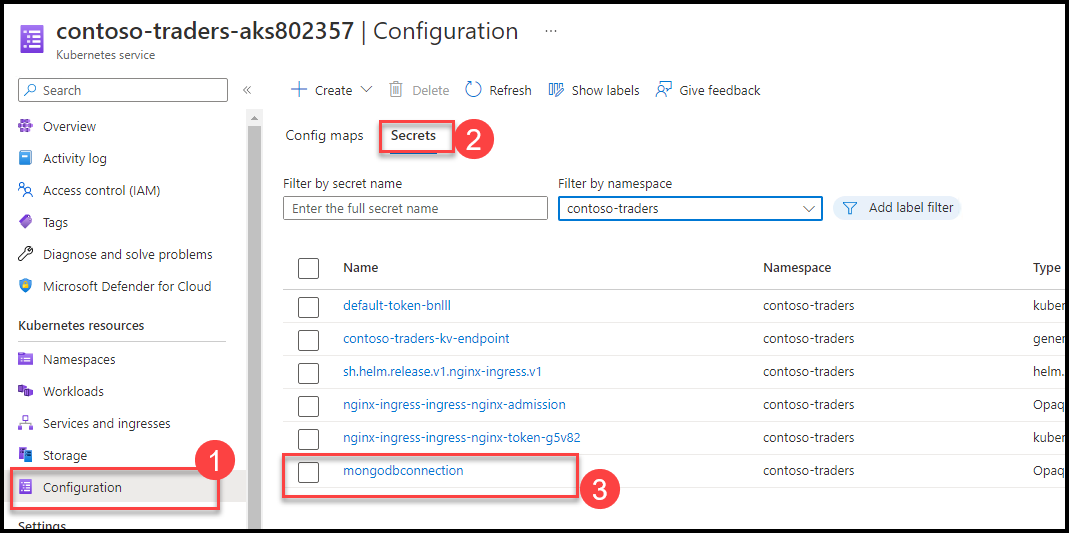 contoso-traders-aks802357 | Configuration ...
Kubernetes service
Search «
Create Delete Refresh Show labels Give feedback
Overview
Activity log
Access control (IAM)
Tags
Diagnose and solve problems
Microsoft Defender for Cloud
Kubernetes resources
Namespaces
Workloads
Services and ingresses
Storage
1
Configuration
Settings
Config maps Secrets 2
Filter by secret name Filter by namespace
Enter the full secret name contoso-traders Add label filter
Name Namespace Type
default-token-bnlll contoso-traders kuber
contoso-traders-kv-endpoint contoso-traders gener
sh.helm.release.v1.nginx-ingress.v1 contoso-traders helm.
nginx-ingress-ingress-nginx-admission contoso-traders Opaq
nginx-ingress-ingress-nginx-token-g5v82 contoso-traders kuber
mongodbconnection contoso-traders Opaq
3